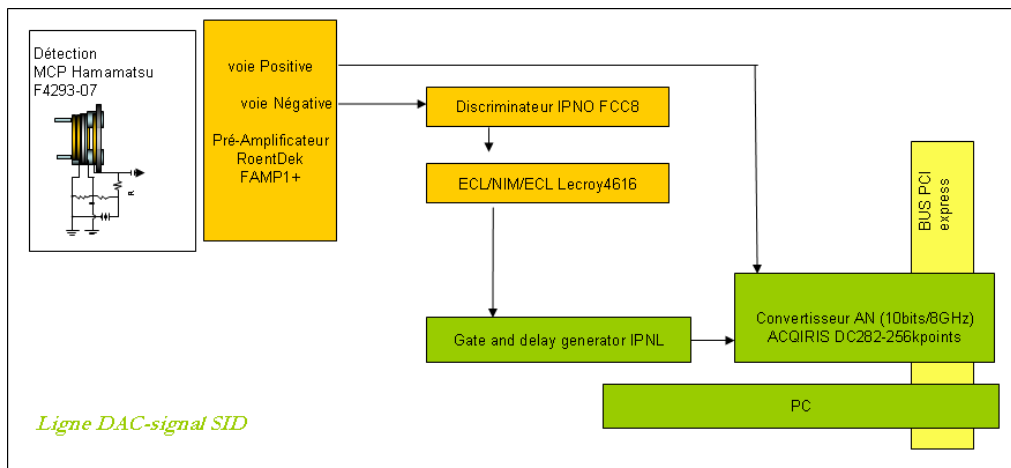 Détection
MCP Hamamatsu
F4293-07
R
voie Positive
voie Négative
Pré-Amplificateur
RoentDek
FAMP1+
Discriminateur IPNO FCC8
ECL/NIM/ECL Lecroy4616
Gate and delay generator IPNL
BUS PCI
express
Convertisseur AN (10bits/8GHz)
ACQIRIS DC282-256kpoints
PC
Ligne DAC-signal SID